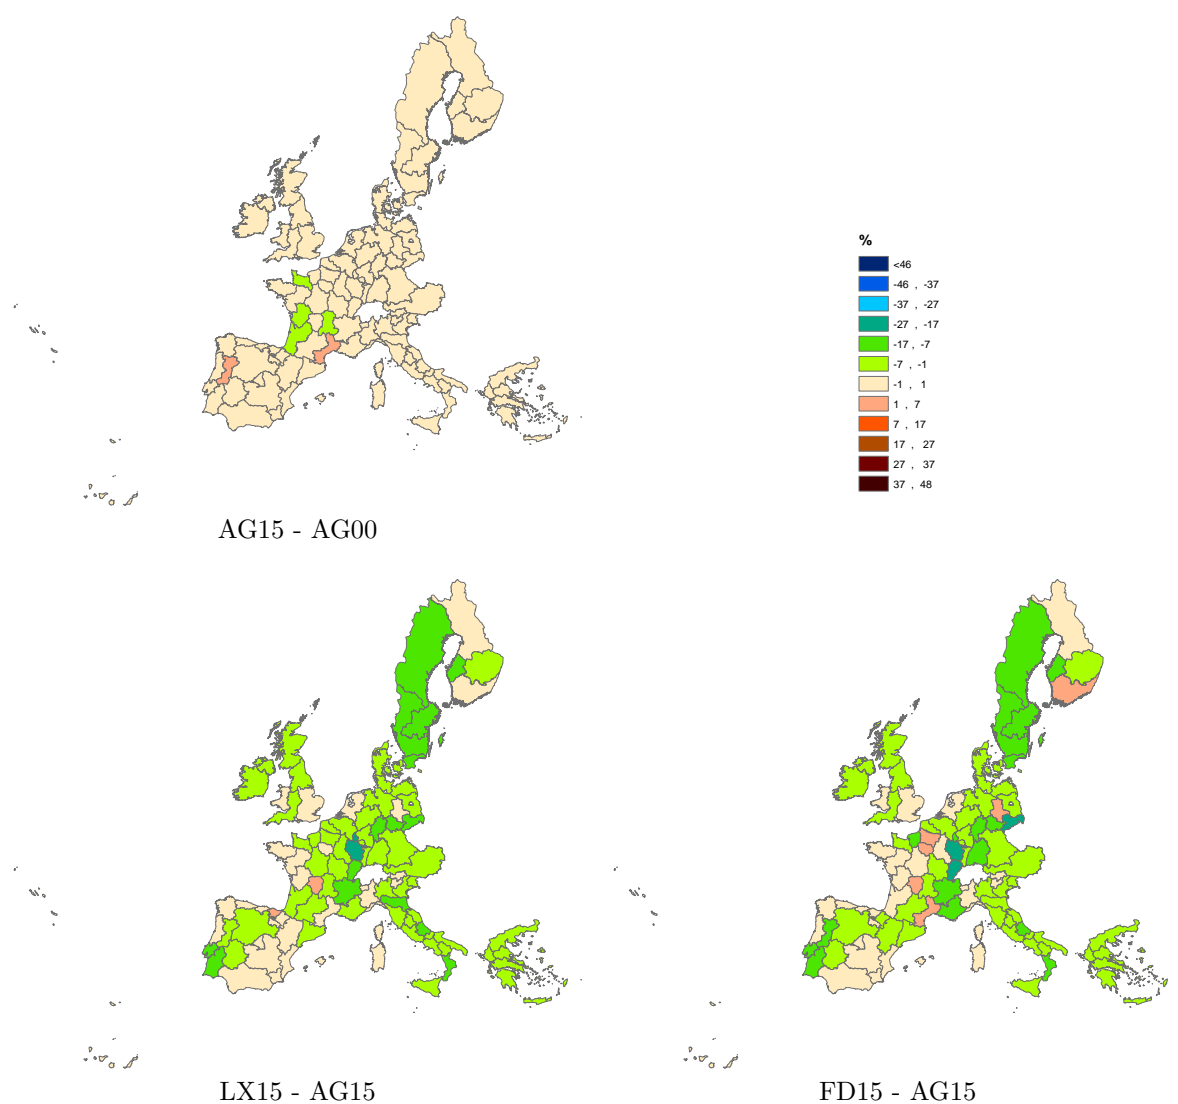 %
<46
-46 , -37
-37 , -27
-27 , -17
-17 , -7
-7 , -1
-1 , 1
1 , 7
7 , 17
17 , 27
27 , 37
37 , 48
AG15 - AG00
LX15 - AG15
FD15 - AG15